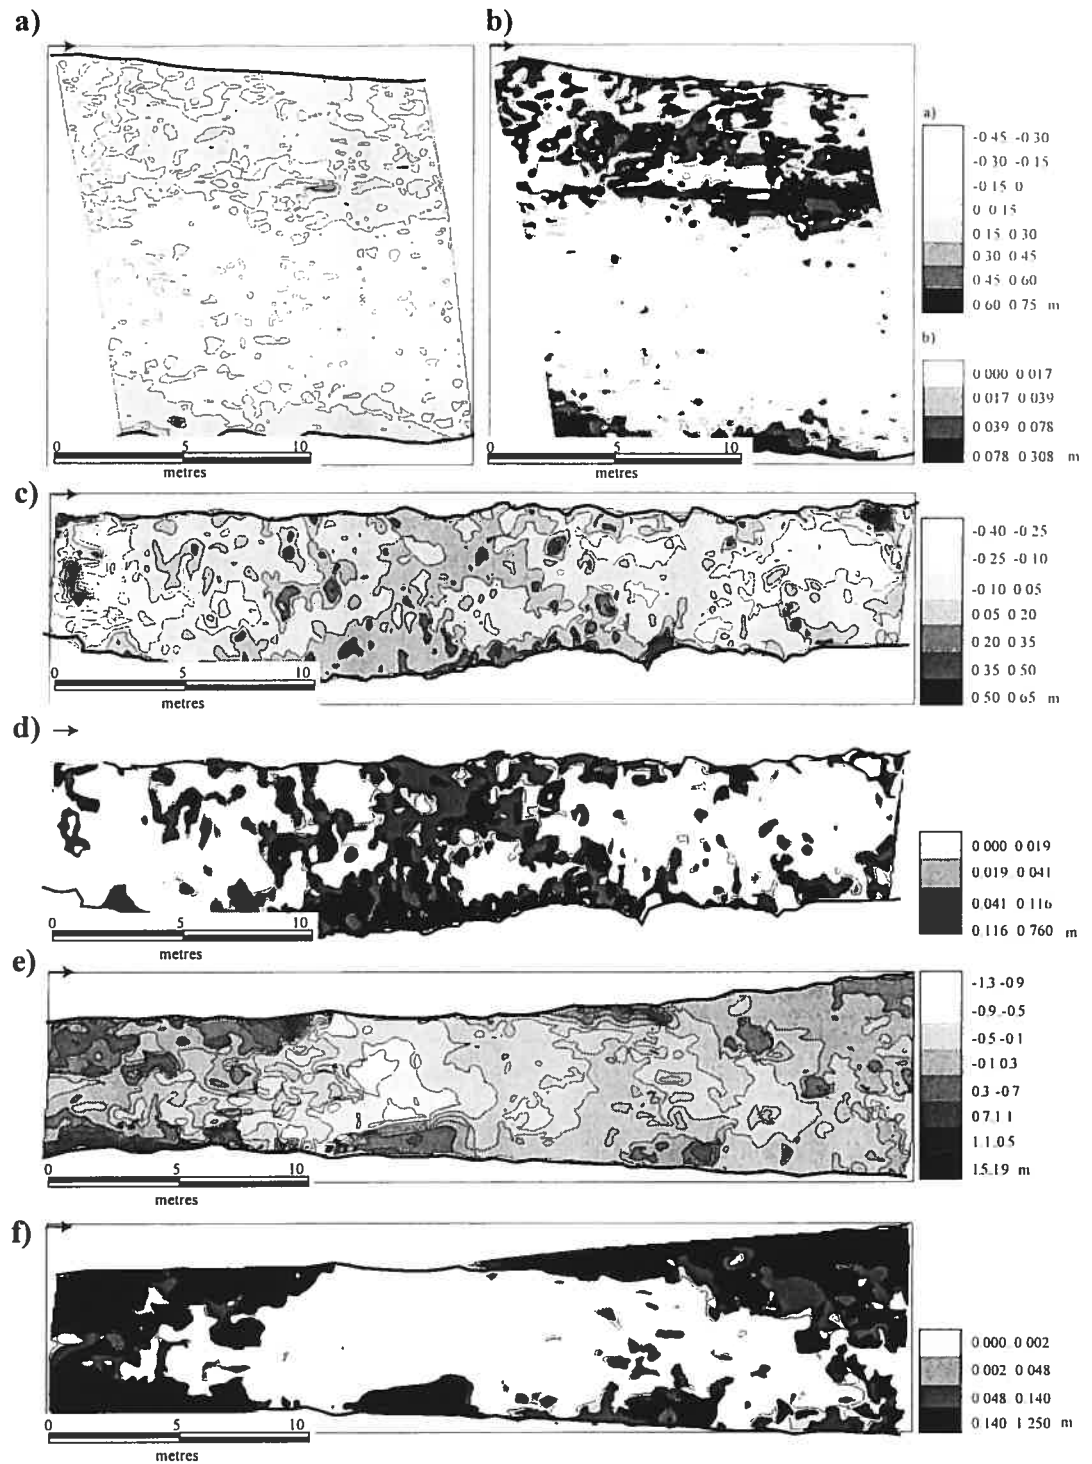 a)
b)
a)
-0 45 -0 30
-0 30 -0 15
-0 15 0
0 0 15
0 15 0 30
0 30 0 45
0 45 0 60
0 60 0 75 m
b)
0 000 0 017
0 017 0 039
0 039 0 078
0 078 0 308 m
0 5 10
metres
0 5 10
metres
c)
-0 40 -0 25
-0 25 -0 10
-0 10 0 05
0 05 0 20
0 20 0 35
0 35 0 50
0 50 0 65 m
0 5 10
metres
d)
0 000 0 019
0 019 0 041
0 041 0 116
0 116 0 760 m
0 5 10
metres
e)
-1 3 -0 9
-0 9 -0 5
-0 5 -0 1
-0 1 0 3
0 3 -0 7
0 7 1 1
1 1.0 5
1 5.1 9 m
0 5 10
metres
f)
0 000 0 002
0 002 0 048
0 048 0 140
0 140 1 250 m
0 5 10
metres